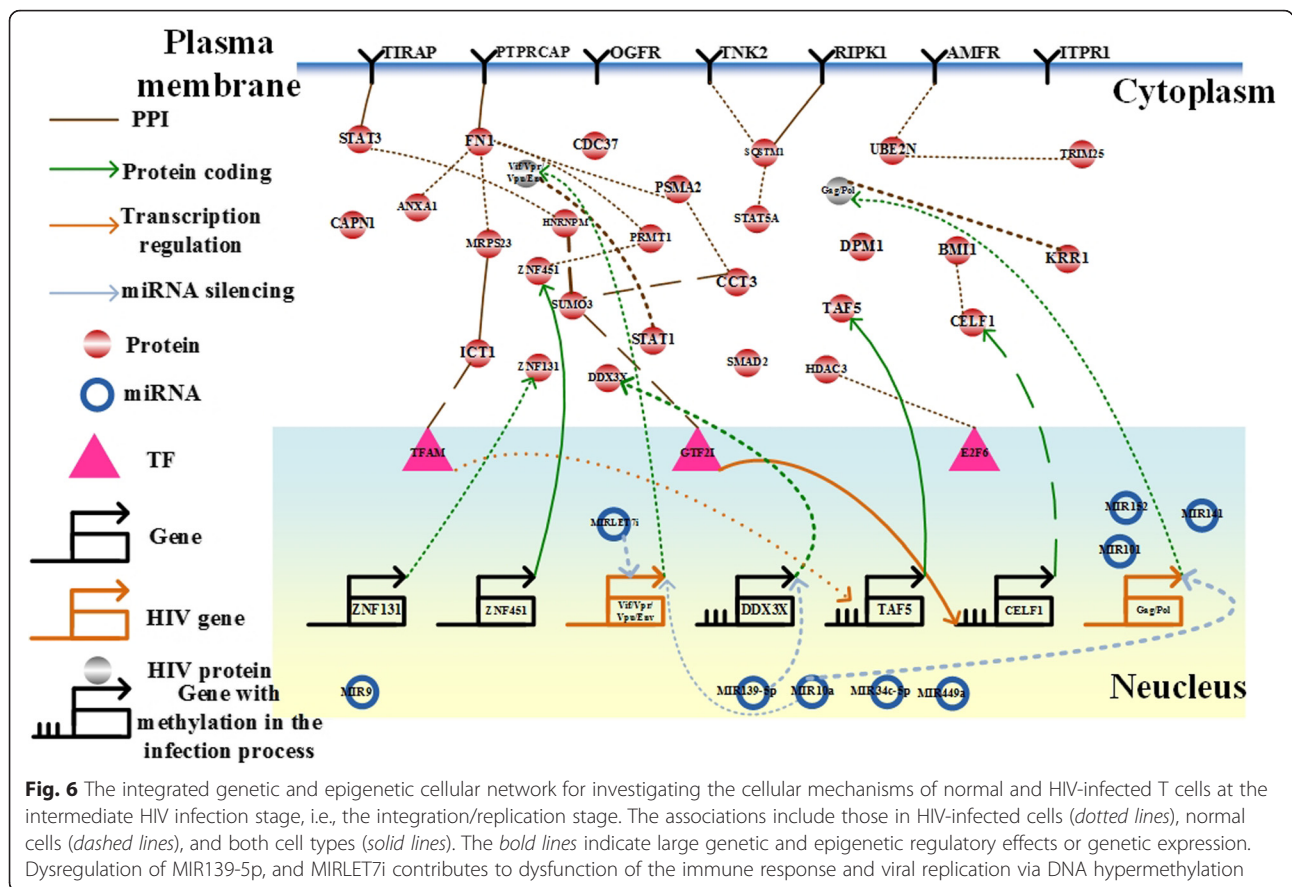 Plasma
membrane
TIRAP
PTPRCAP
OGFR
TNK2
RIPK1
AMFR
ITPR1
Cytoplasm
PPI
Protein coding
Transcription
regulation
miRNA silencing
Protein
miRNA
TF
Gene
HIV gene
HIV protein
Gene with
methylation in the
infection process
STAT3
FN1
CDC37
SQSTM1
UBE2N
TRIM25
Vif/Vpr/
Vpu/Env
PSMA2
Gag/Pol
CAPN1
ANXA1
HNRNPM
STAT5A
MRPS23
PRMT1
DPM1
BMI1
KRR1
ZNF451
CCT3
SUMO3
TAF5
CELF1
STAT1
ICT1
ZNF131
DDX3X
SMAD2
HDAC3
TFAM
GTF2I
E2F6
MIRLET7i
MIR152
MIR141
MIR101
ZNF131
ZNF451
Vif/Vpr/
Vpu/Env
DDX3X
TAF5
CELF1
Gag/Pol
MIR9
MIR139-5p
MIR10a
MIR34c-5p
MIR449a
Neucleus
Fig. 6 The integrated genetic and epigenetic cellular network for investigating the cellular mechanisms of normal and HIV-infected T cells at the
intermediate HIV infection stage, i.e., the integration/replication stage. The associations include those in HIV-infected cells (dotted lines), normal
cells (dashed lines), and both cell types (solid lines). The bold lines indicate large genetic and epigenetic regulatory effects or genetic expression.
Dysregulation of MIR139-5p, and MIRLET7i contributes to dysfunction of the immune response and viral replication via DNA hypermethylation